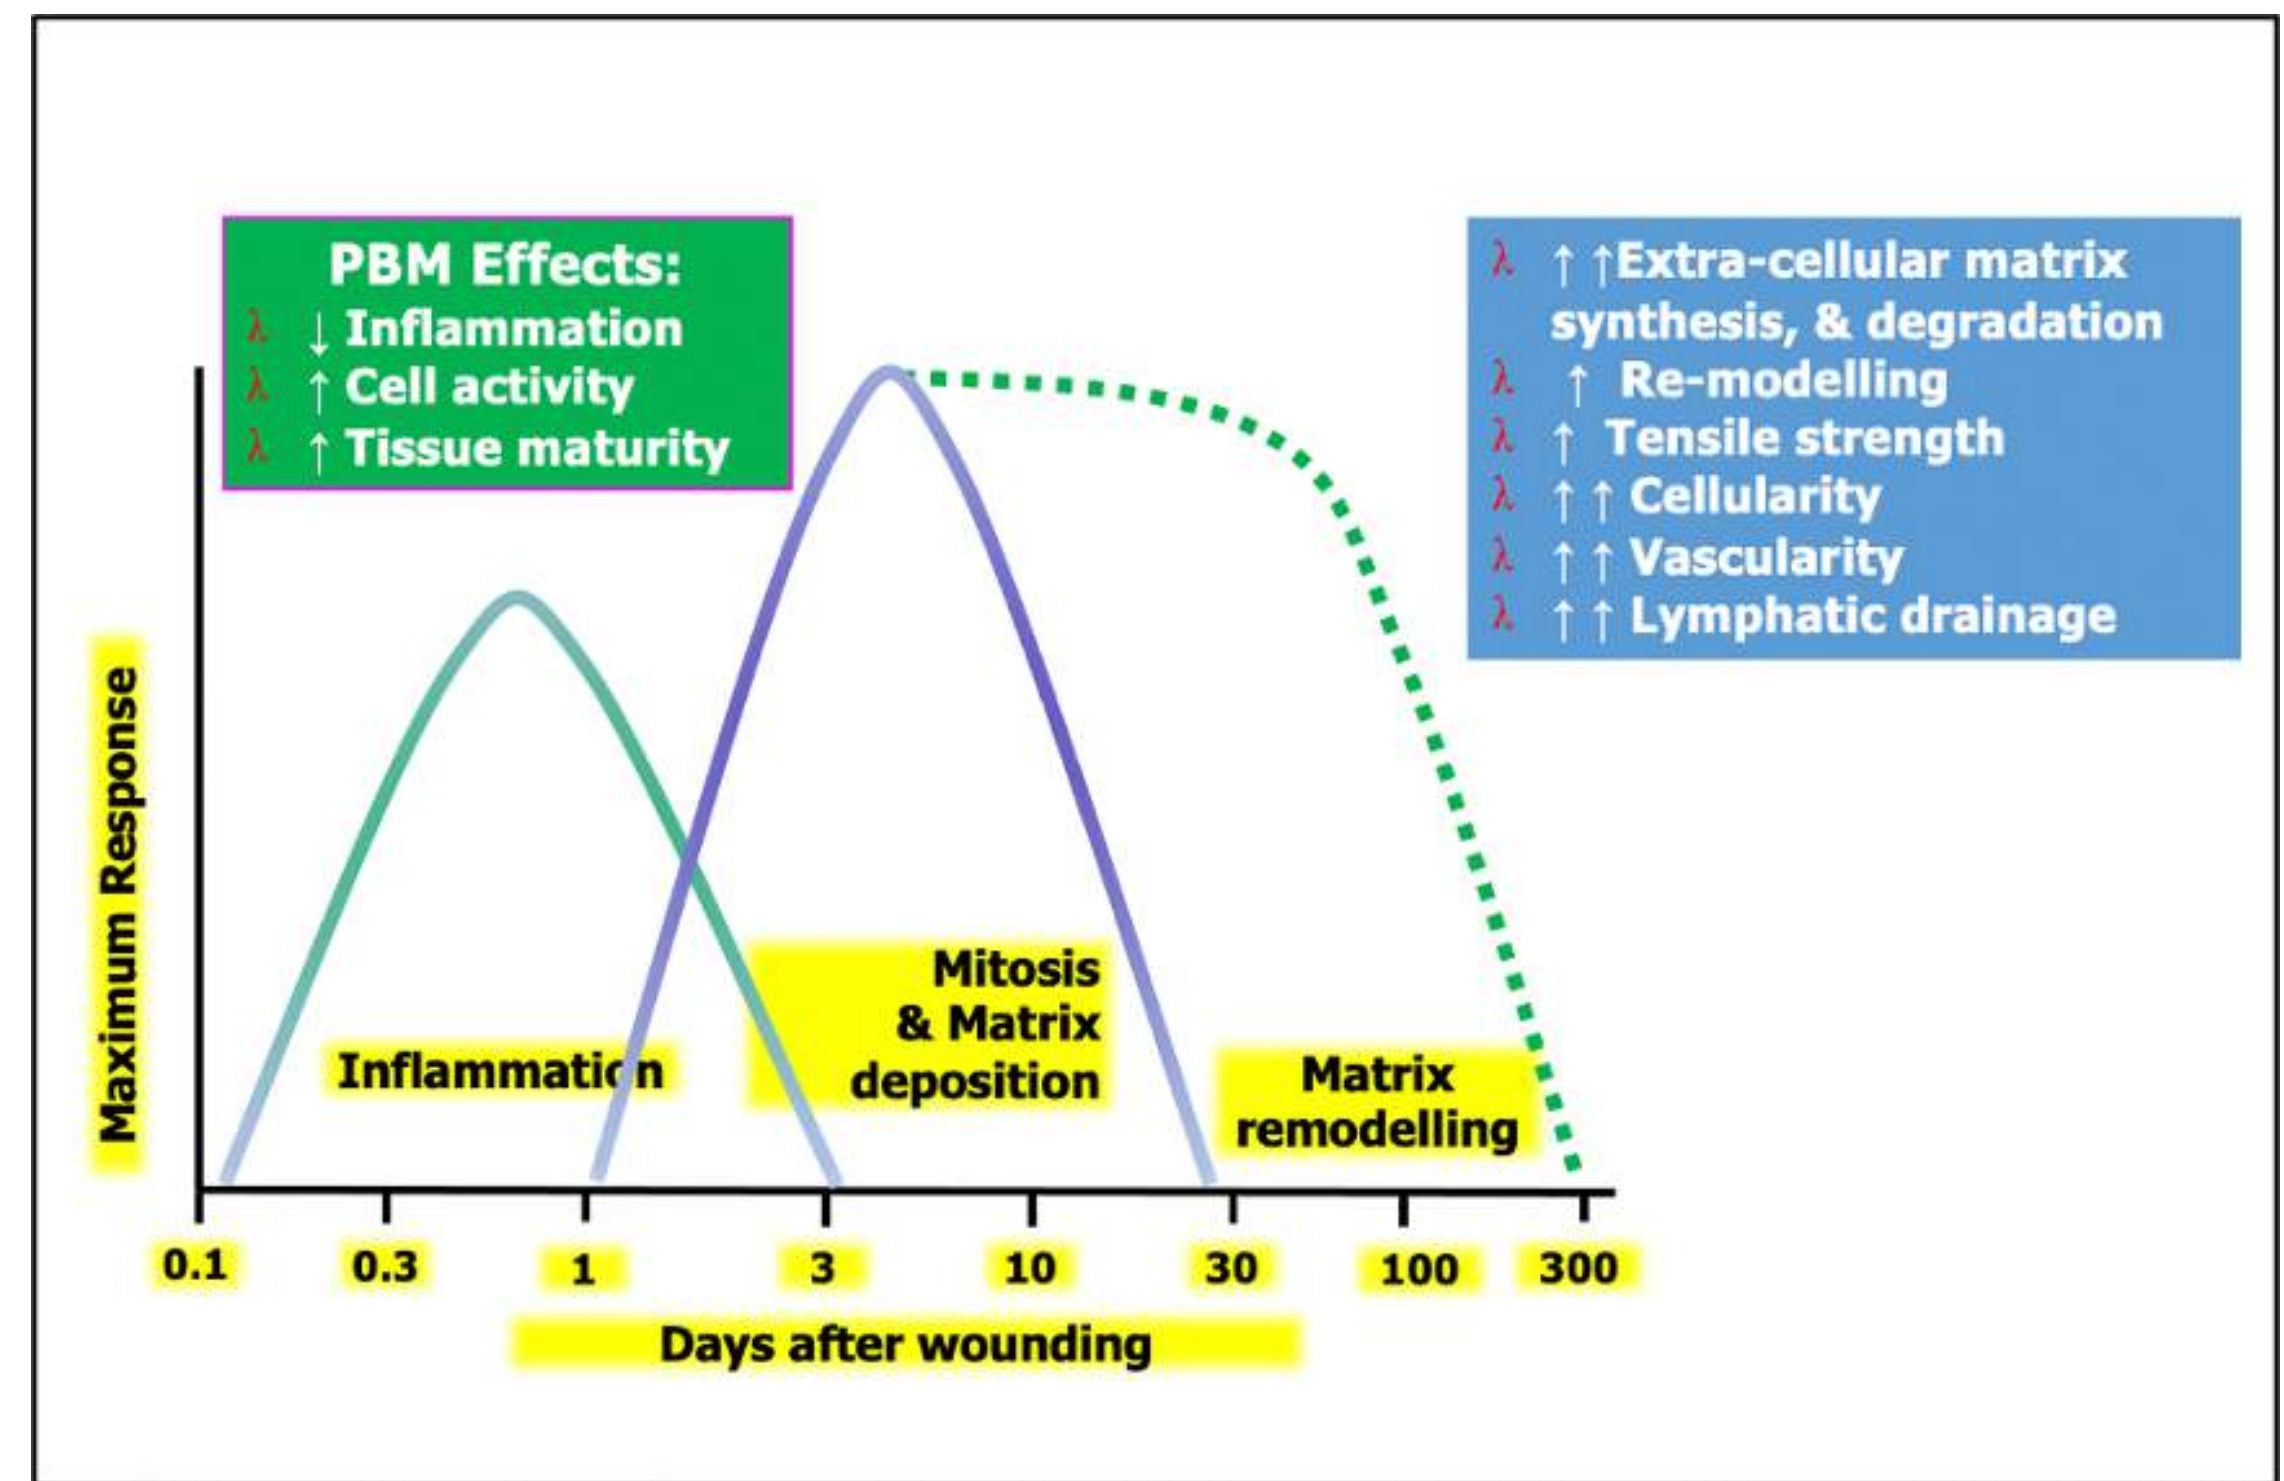 PBM Effects:
λ ↓ Inflammation
λ ↑ Cell activity
λ ↑ Tissue maturity
λ ↑ ↑Extra-cellular matrix
synthesis, & degradation
λ ↑ Re-modelling
λ ↑ Tensile strength
λ ↑ ↑ Cellularity
λ ↑ ↑ Vascularity
λ ↑ ↑ Lymphatic drainage
Maximum Response
Inflammation
Mitosis
& Matrix
deposition
Matrix
remodelling
0.1 0.3 1 3 10 30 100 300
Days after wounding